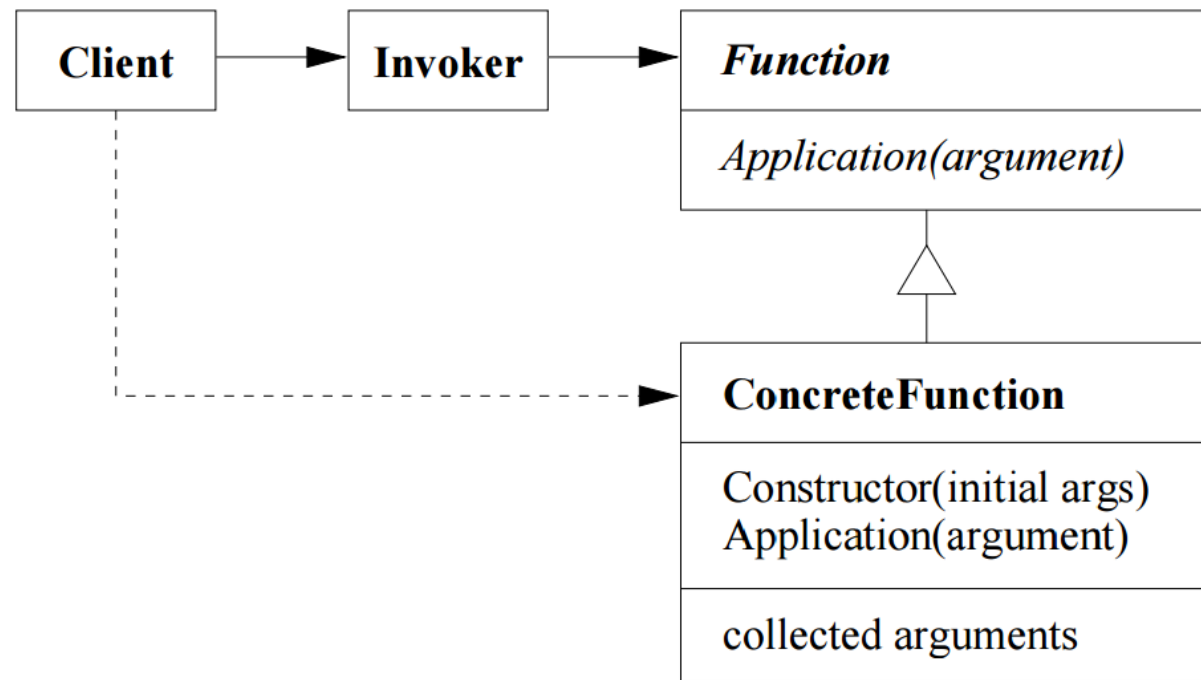 Client
Invoker
Function
Application(argument)
ConcreteFunction
Constructor(initial args)
Application(argument)
collected arguments